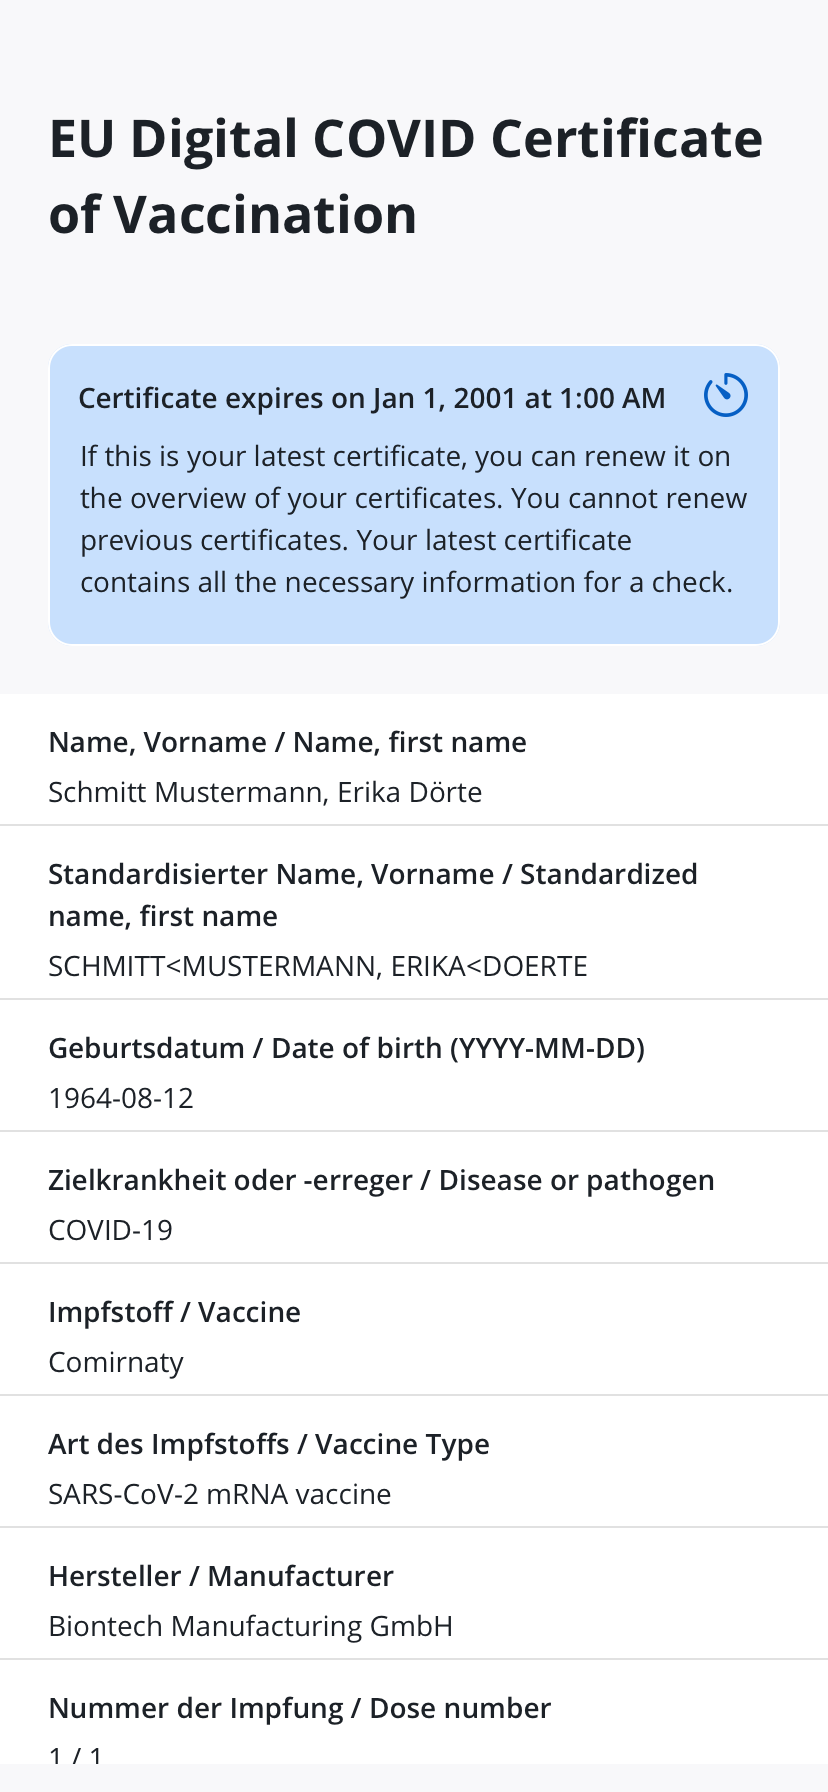 EU Digital COVID Certificate
of Vaccination
Certificate expires on Jan 1, 2001 at 1:00 AM
If this is your latest certificate, you can renew it on
the overview of your certificates. You cannot renew
previous certificates. Your latest certificate
contains all the necessary information for a check.
Name, Vorname / Name, first name
Schmitt Mustermann, Erika Dörte
Standardisierter Name, Vorname / Standardized
name, first name
SCHMITT<MUSTERMANN, ERIKA<DOERTE
Geburtsdatum / Date of birth (YYYY-MM-DD)
1964-08-12
Zielkrankheit oder -erreger / Disease or pathogen
COVID-19
Impfstoff / Vaccine
Comirnaty
Art des Impfstoffs / Vaccine Type
SARS-CoV-2 mRNA vaccine
Hersteller / Manufacturer
Biontech Manufacturing GmbH
Nummer der Impfung / Dose number
1 / 1